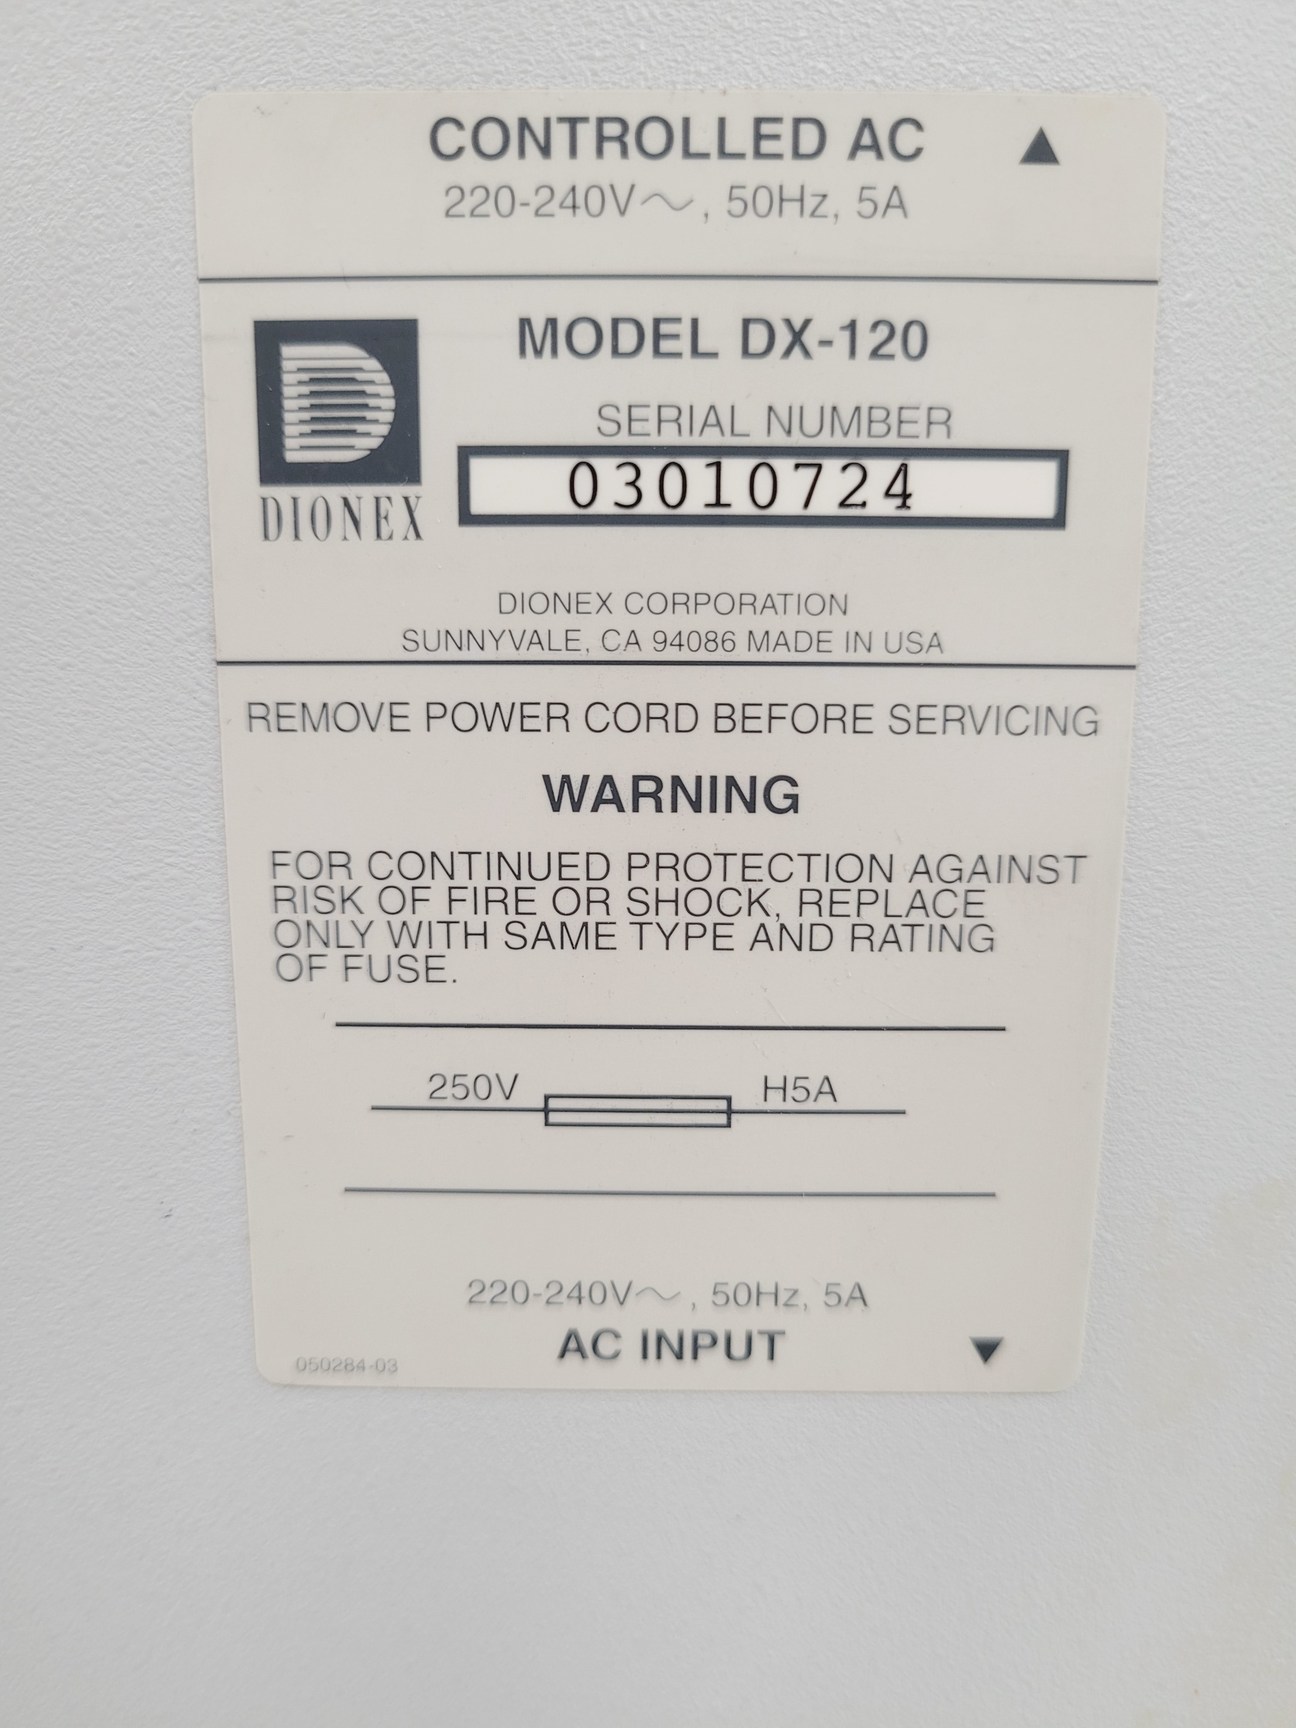 CONTROLLED AC ▲
220-240V～, 50Hz, 5A
MODEL DX-120
SERIAL NUMBER
03010724
DIONEX
DIONEX CORPORATION
SUNNYVALE, CA 94086 MADE IN USA
REMOVE POWER CORD BEFORE SERVICING
WARNING
FOR CONTINUED PROTECTION AGAINST
RISK OF FIRE OR SHOCK, REPLACE
ONLY WITH SAME TYPE AND RATING
OF FUSE.
250V H5A
220-240V～, 50Hz, 5A
AC INPUT ▼
050284-03